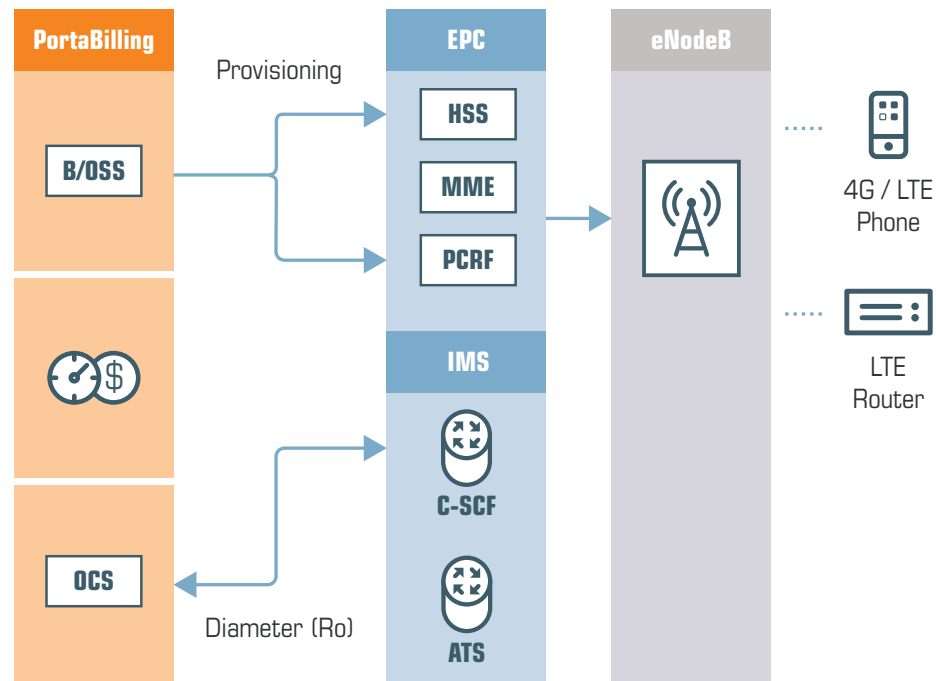 PortaBilling
EPC
eNodeB
Provisioning
HSS
B/OSS
MME
4G / LTE
Phone
PCRF
IMS
$
LTE
Router
C-SCF
OCS
Diameter (Ro)
ATS